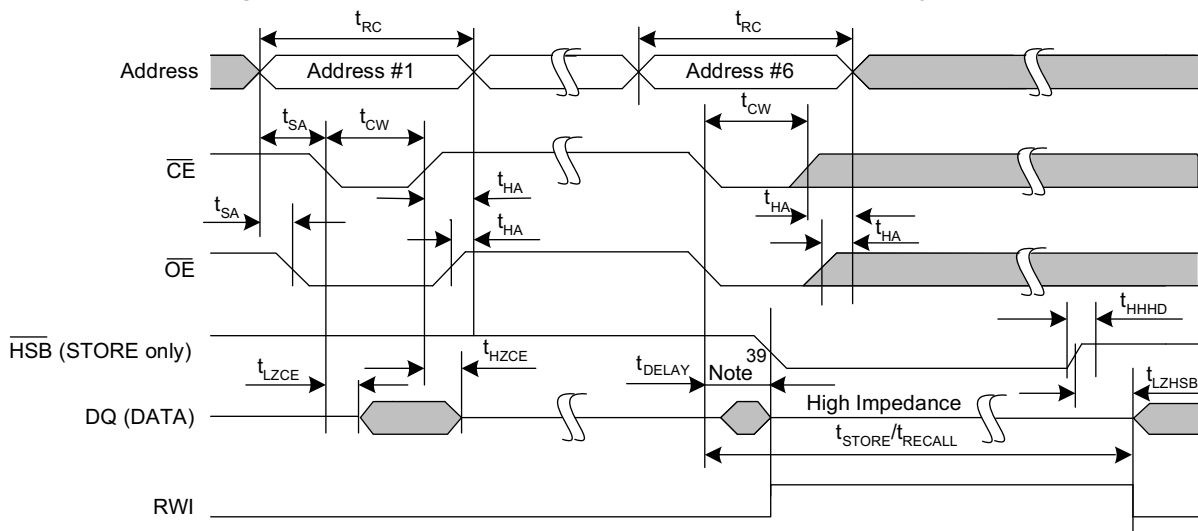 tRC tRC
Address Address #1 Address #6
tSA tCW tCW
CE
tHA tHA
tSA tHA tHA
OE
tHHHD
HSB (STORE only)
tLZCE tHZCE tDELAY Note 39 tLZHSB
DQ (DATA) High Impedance
tSTORE/tRECALL
RWI